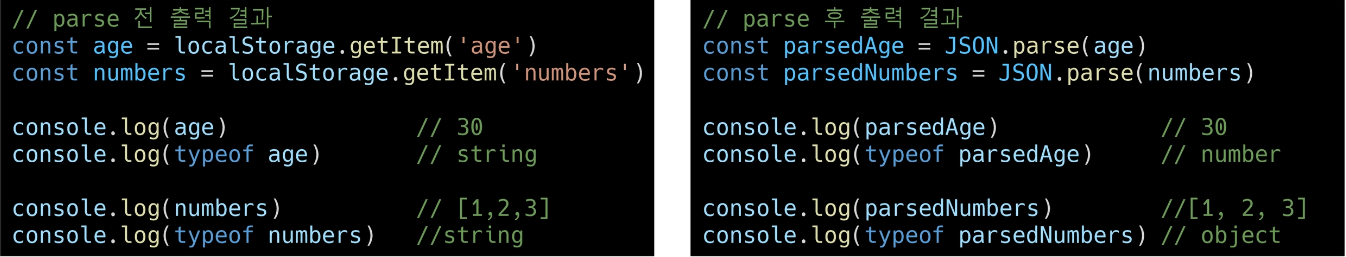 // parse 전 출력 결과
const age = localStorage.getItem('age')
const numbers = localStorage.getItem('numbers')
console.log(age) // 30
console.log(typeof age) // string
console.log(numbers) // [1,2,3]
console.log(typeof numbers) //string
// parse 후 출력 결과
const parsedAge = JSON.parse(age)
const parsedNumbers = JSON.parse(numbers)
console.log(parsedAge) // 30
console.log(typeof parsedAge) // number
console.log(parsedNumbers) //[1, 2, 3]
console.log(typeof parsedNumbers) // object